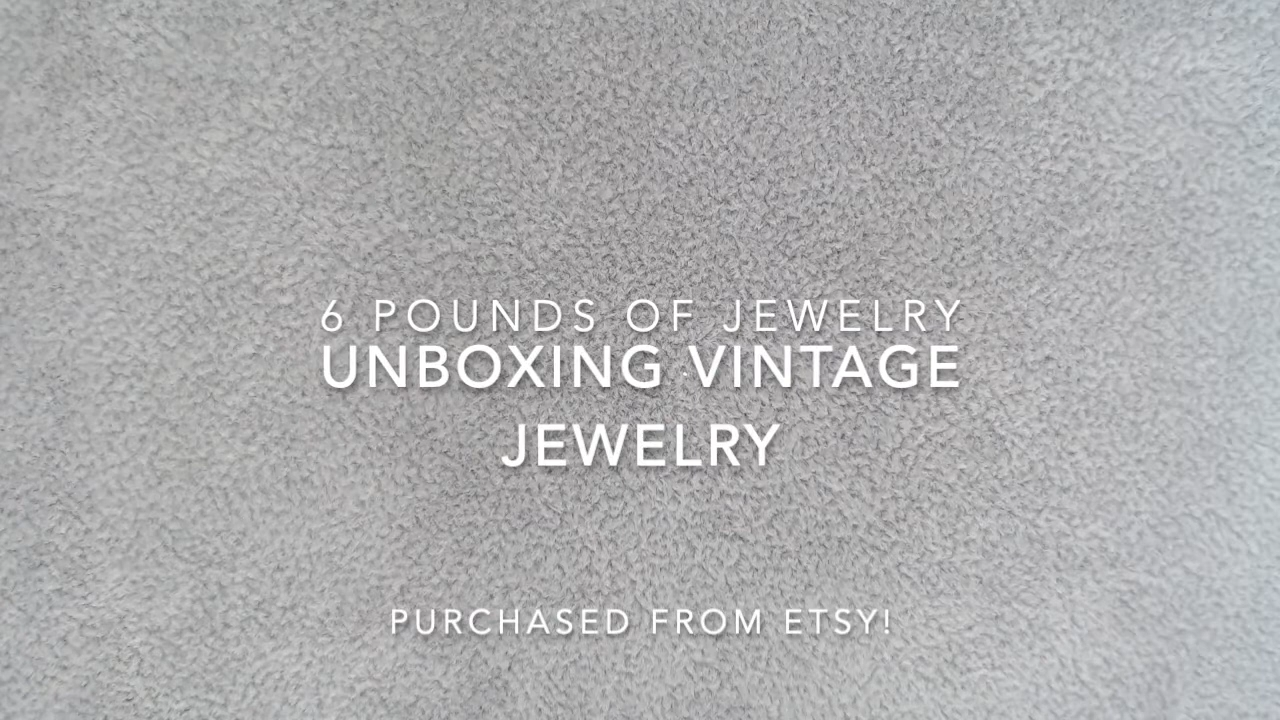 6 POUNDS OF JEWELRY
UNBOXING VINTAGE
JEWELRY
PURCHASED FROM ETSY!